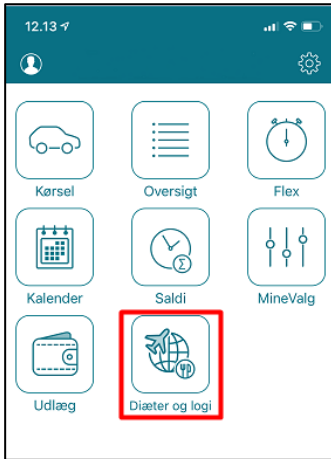 12.13
Kørsel
Oversigt
Flex
Kalender
Saldi
MineValg
Udlæg
Diæter og logi